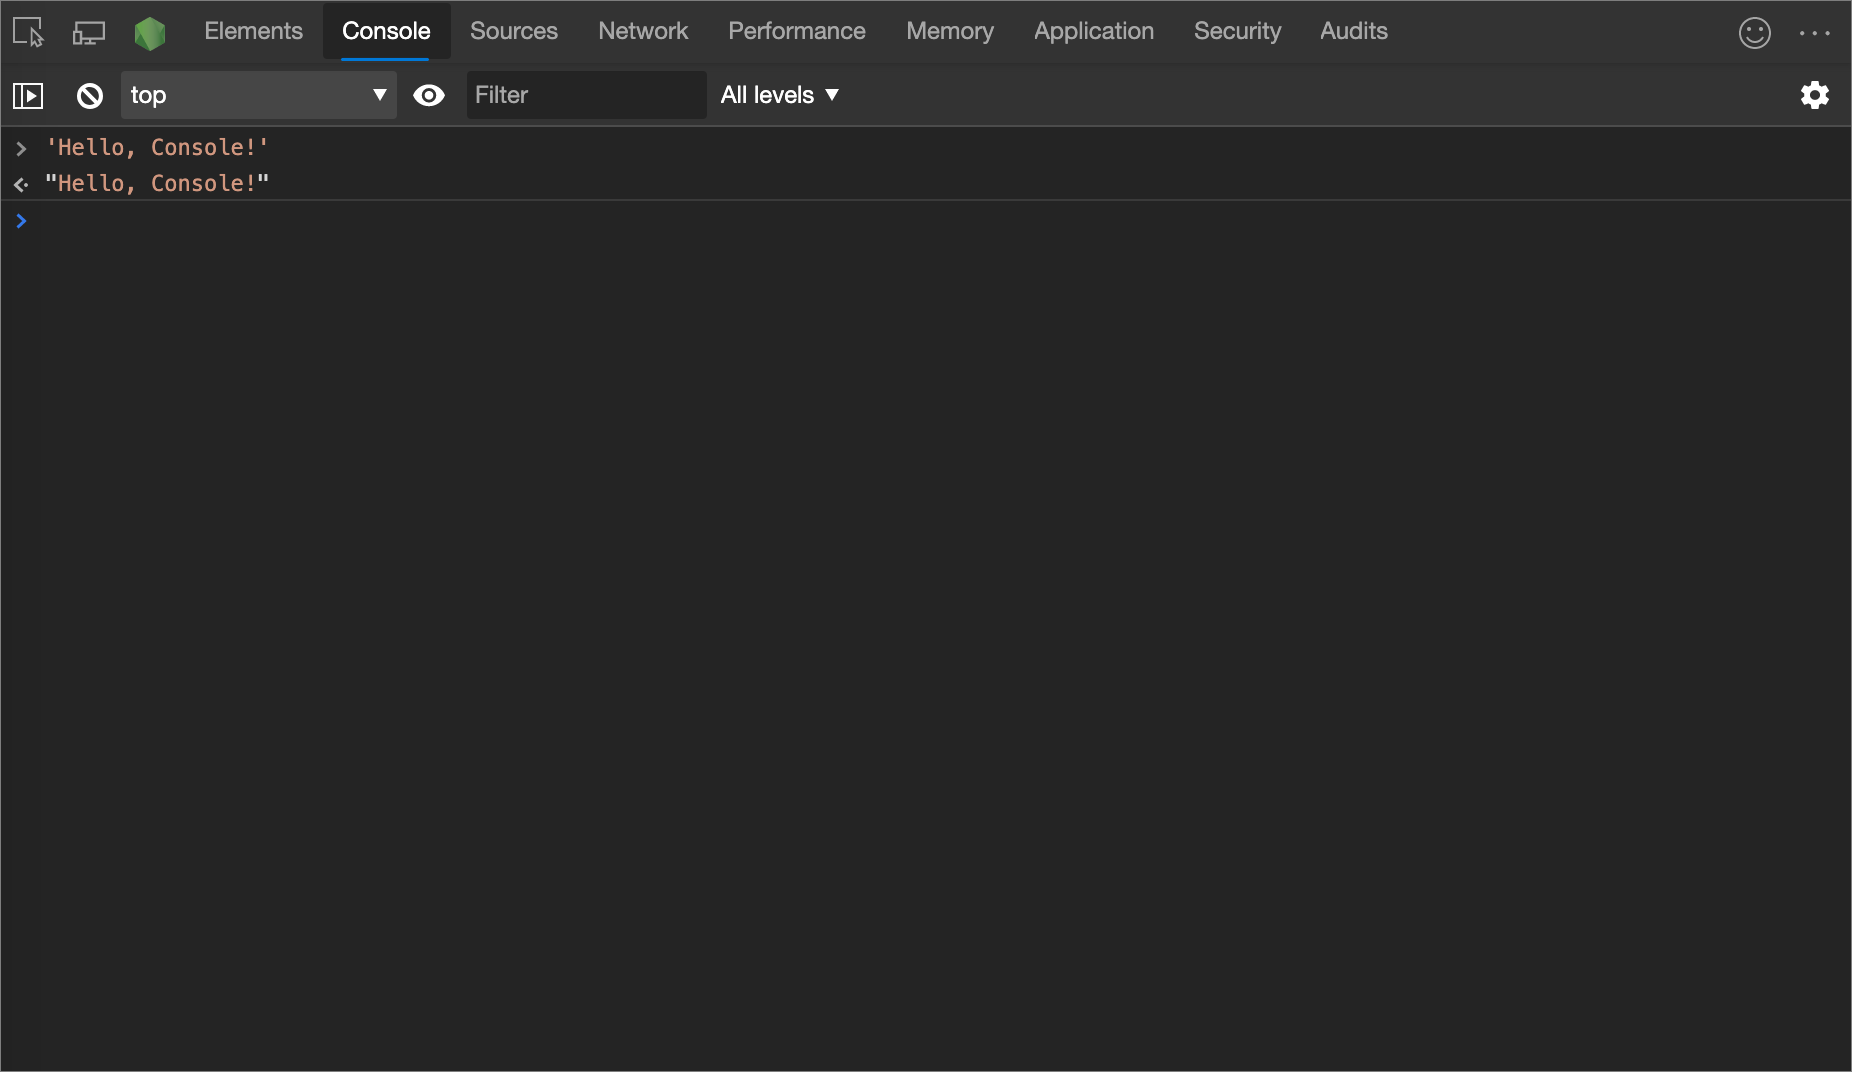 Elements Console Sources Network Performance Memory Application Security Audits
top Filter All levels
'Hello, Console!'
"Hello, Console!"